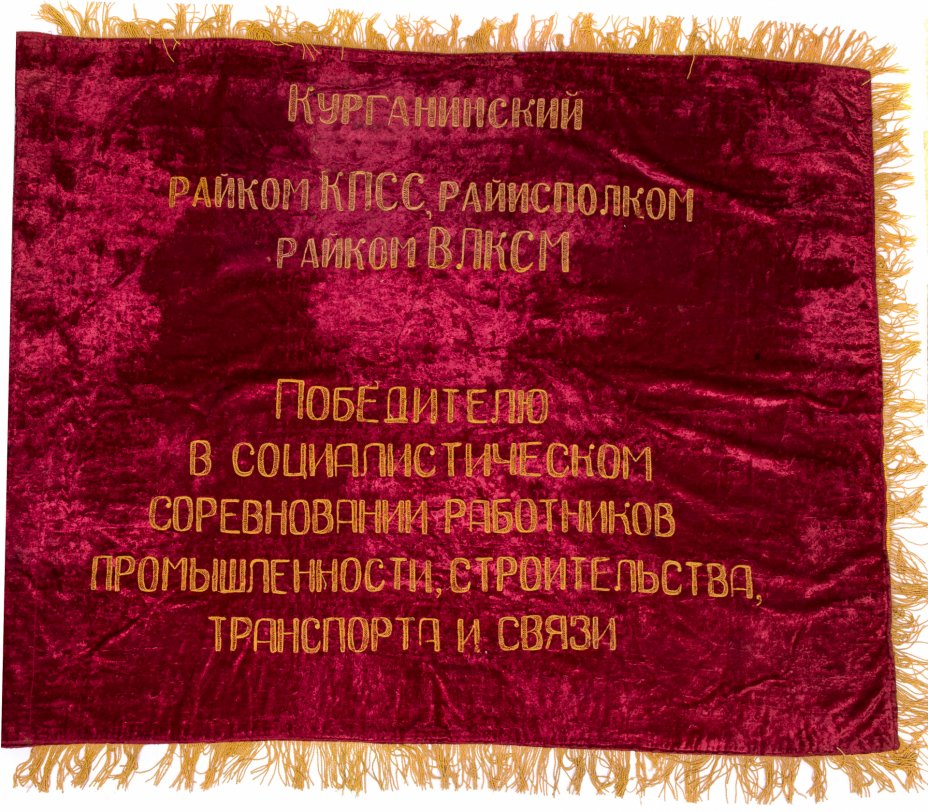 Курганинский
райком КПСС, райисполком
райком ВЛКСМ
Победителю
в социалистическом
соревновании работников
промышленности, строительства,
транспорта и связи